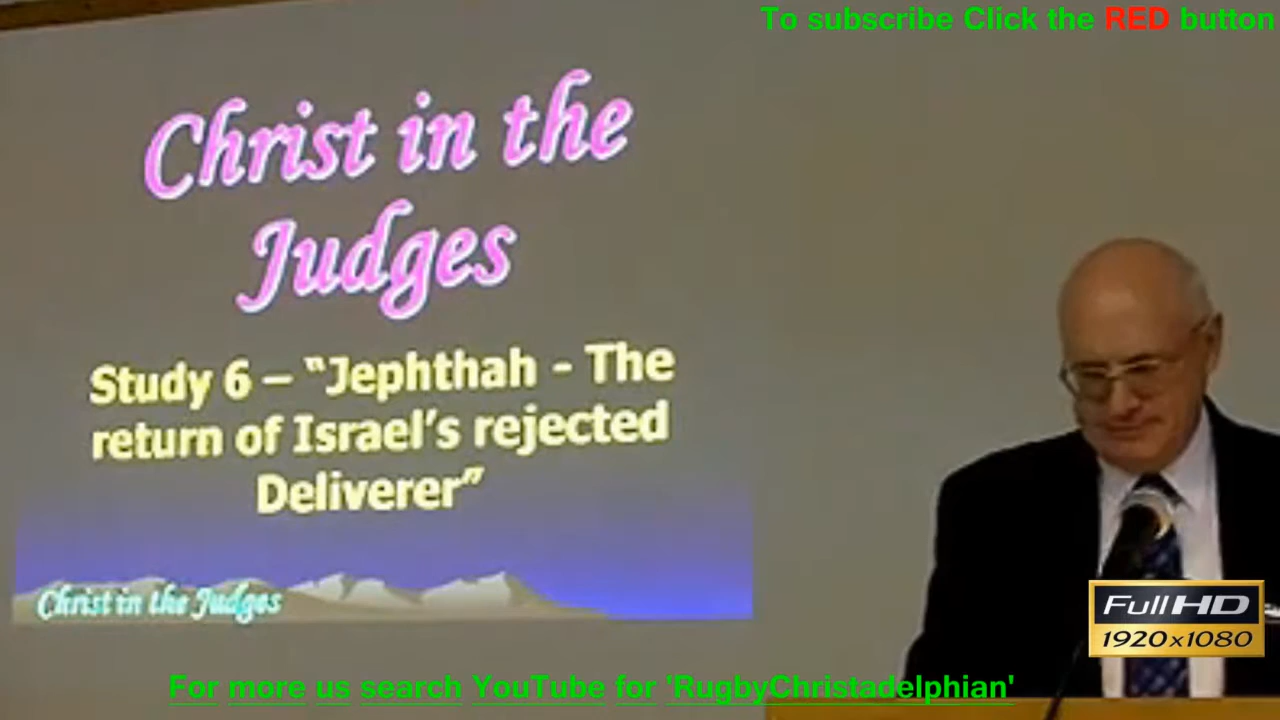 To subscribe Click the RED button
Christ in the
Judges
Study 6 – “Jephthah - The
return of Israel’s rejected
Deliverer”
Christ in the Judges
Full HD
1920x1080
For more us search YouTube for 'RugbyChristadelphian'